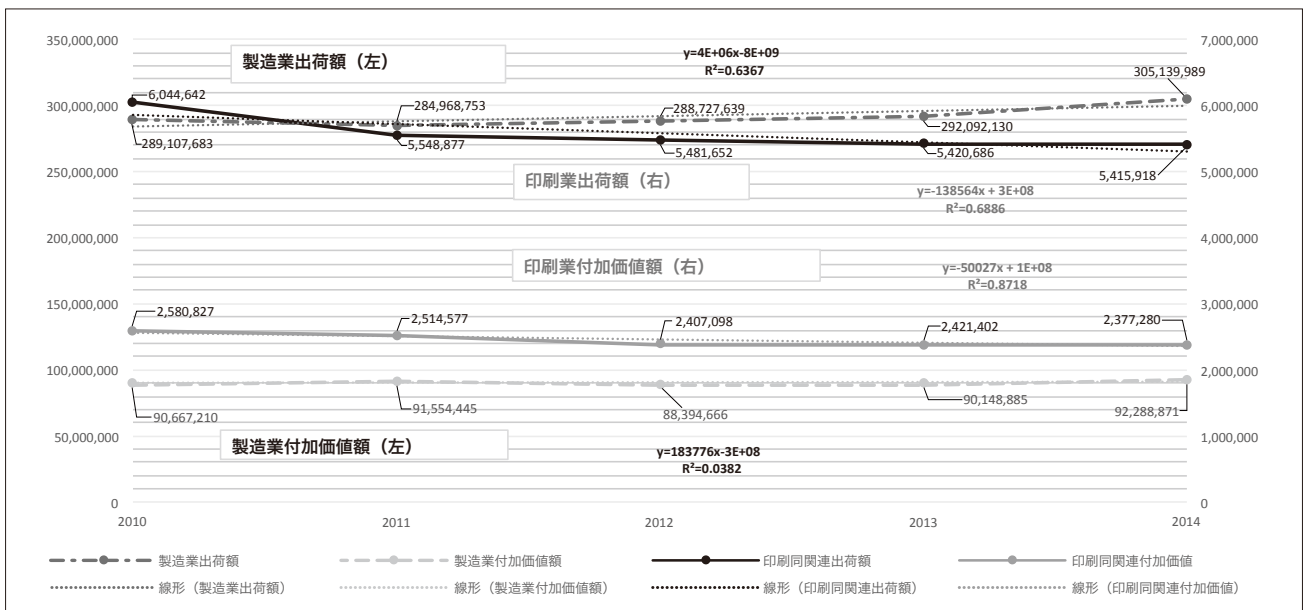 350,000,000
300,000,000
250,000,000
200,000,000
150,000,000
100,000,000
50,000,000
0
7,000,000
6,000,000
5,000,000
4,000,000
3,000,000
2,000,000
1,000,000
0
製造業出荷額（左）
y=4E+06x-8E+09
R²=0.6367
305,139,989
6,044,642
284,968,753
288,727,639
292,092,130
289,107,683
5,548,877
5,481,652
5,420,686
5,415,918
印刷業出荷額（右）
y=-138564x + 3E+08
R²=0.6886
印刷業付加価値額（右）
y=-50027x + 1E+08
R²=0.8718
2,580,827
2,514,577
2,407,098
2,421,402
2,377,280
90,667,210
91,554,445
88,394,666
90,148,885
92,288,871
製造業付加価値額（左）
y=183776x-3E+08
R²=0.0382
2010
2011
2012
2013
2014
製造業出荷額
製造業付加価値額
印刷同関連出荷額
印刷同関連付加価値
線形（製造業出荷額）
線形（製造業付加価値額）
線形（印刷同関連出荷額）
線形（印刷同関連付加価値）